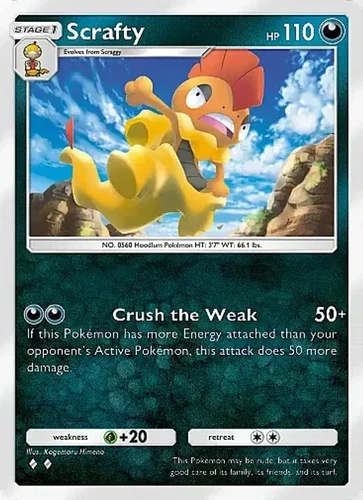 STAGE 1 Scrafty HP 110
Evolves from Scraggy
NO. 0560 Hoodlum Pokémon HT: 3'7" WT: 66.1 lbs.
Crush the Weak 50+
If this Pokémon has more Energy attached than your
opponent's Active Pokémon, this attack does 50 more
damage.
weakness +20 retreat
Illus. Kagemaru Himeno
This Pokémon may be rude, but it takes very
good care of its family, its friends, and its turf.